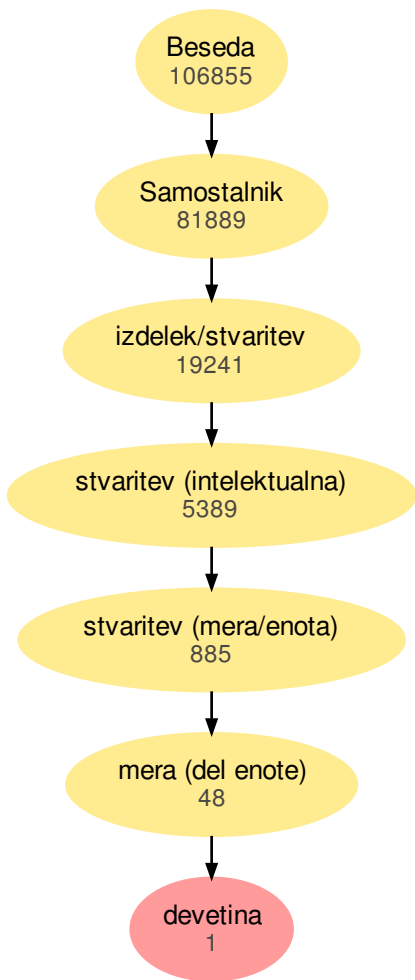 Beseda
106855
Samostalnik
81889
izdelek/stvaritev
19241
stvaritev (intelektualna)
5389
stvaritev (mera/enota)
885
mera (del enote)
48
devetina
1